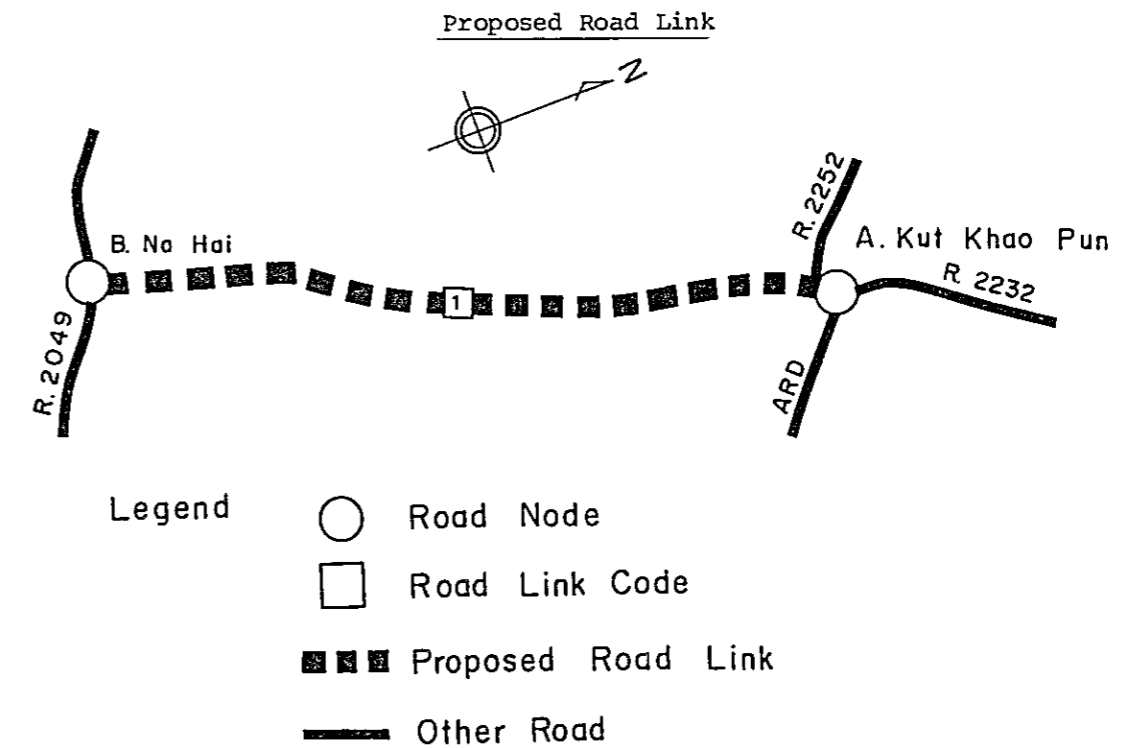 Proposed Road Link
N
R. 2252
B. Na Hai
A. Kut Khao Pun
R. 2232
1
R. 2049
ARD
Legend
Road Node
Road Link Code
Proposed Road Link
Other Road